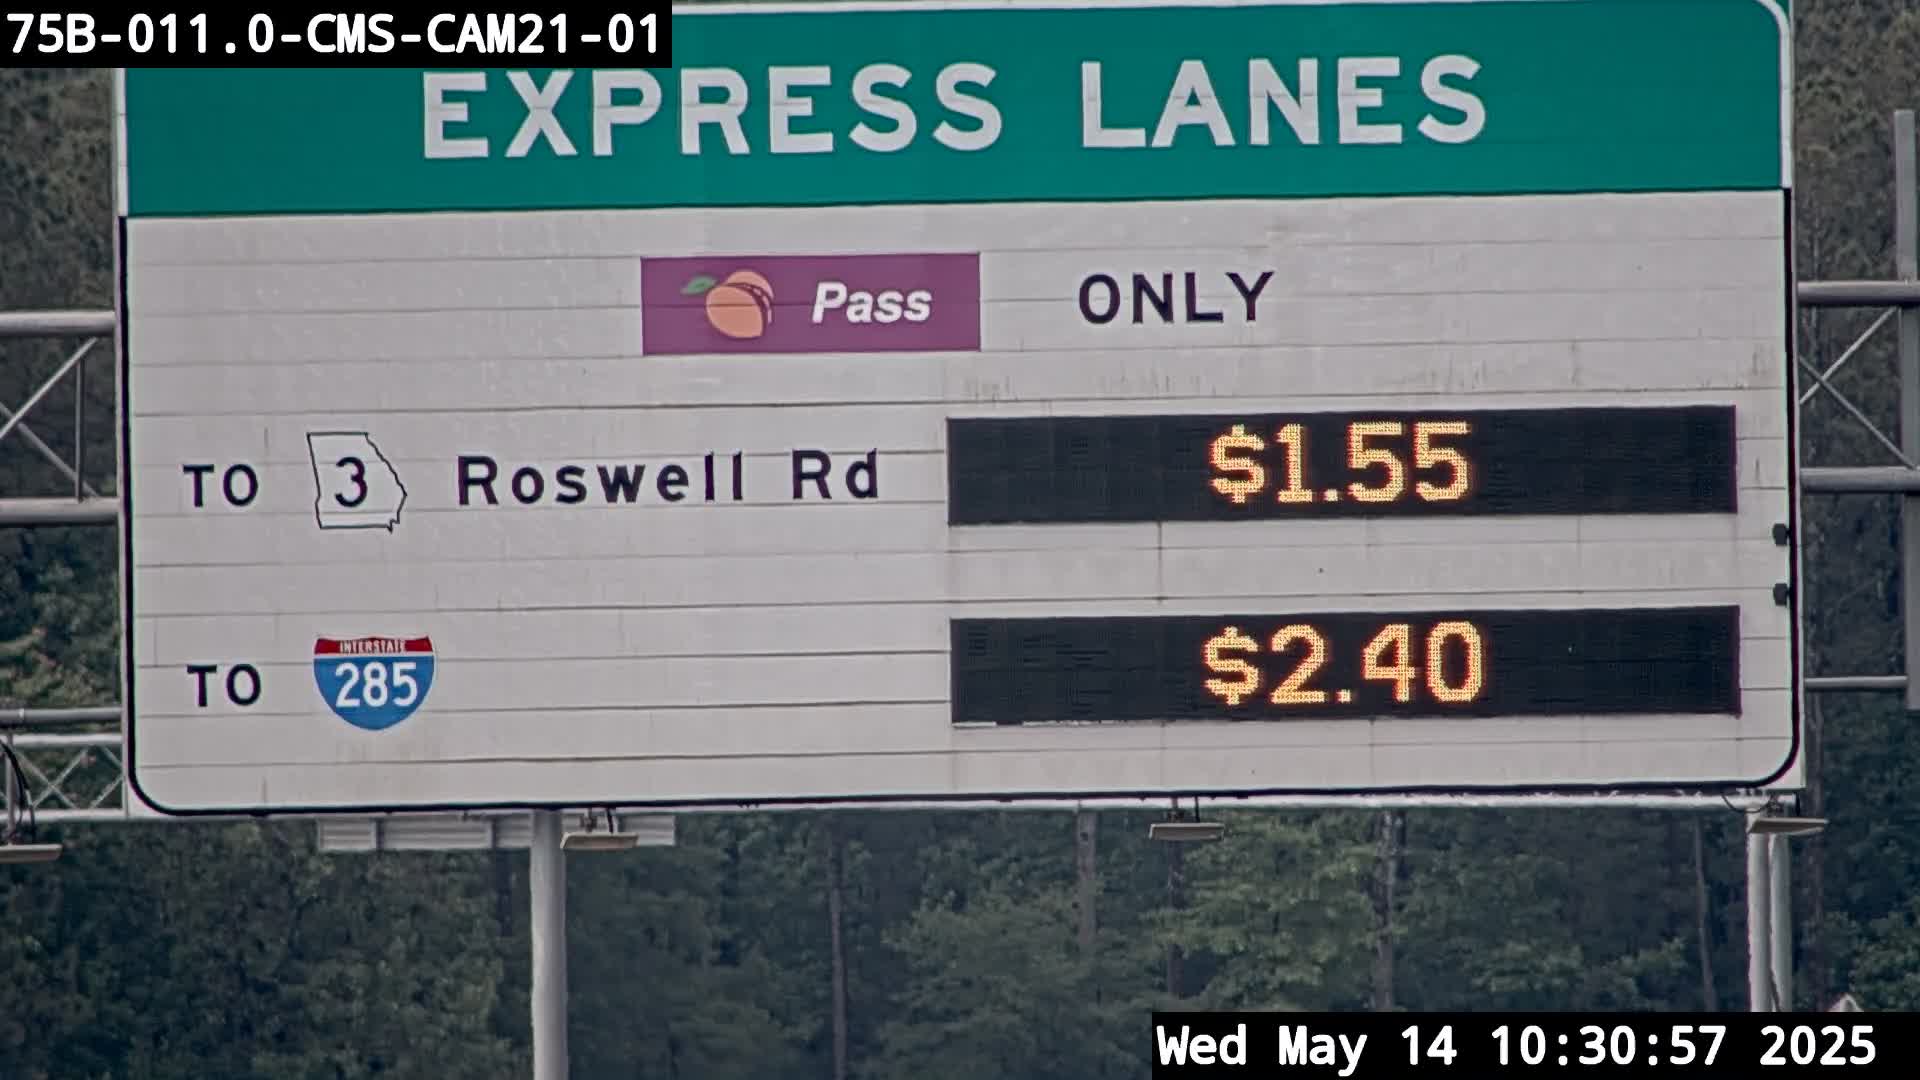 75B-011.0-CMS-CAM21-01
EXPRESS LANES
Pass ONLY
TO 3 Roswell Rd $1.55
INTERSTATE
TO 285 $2.40
Wed May 14 10:30:57 2025